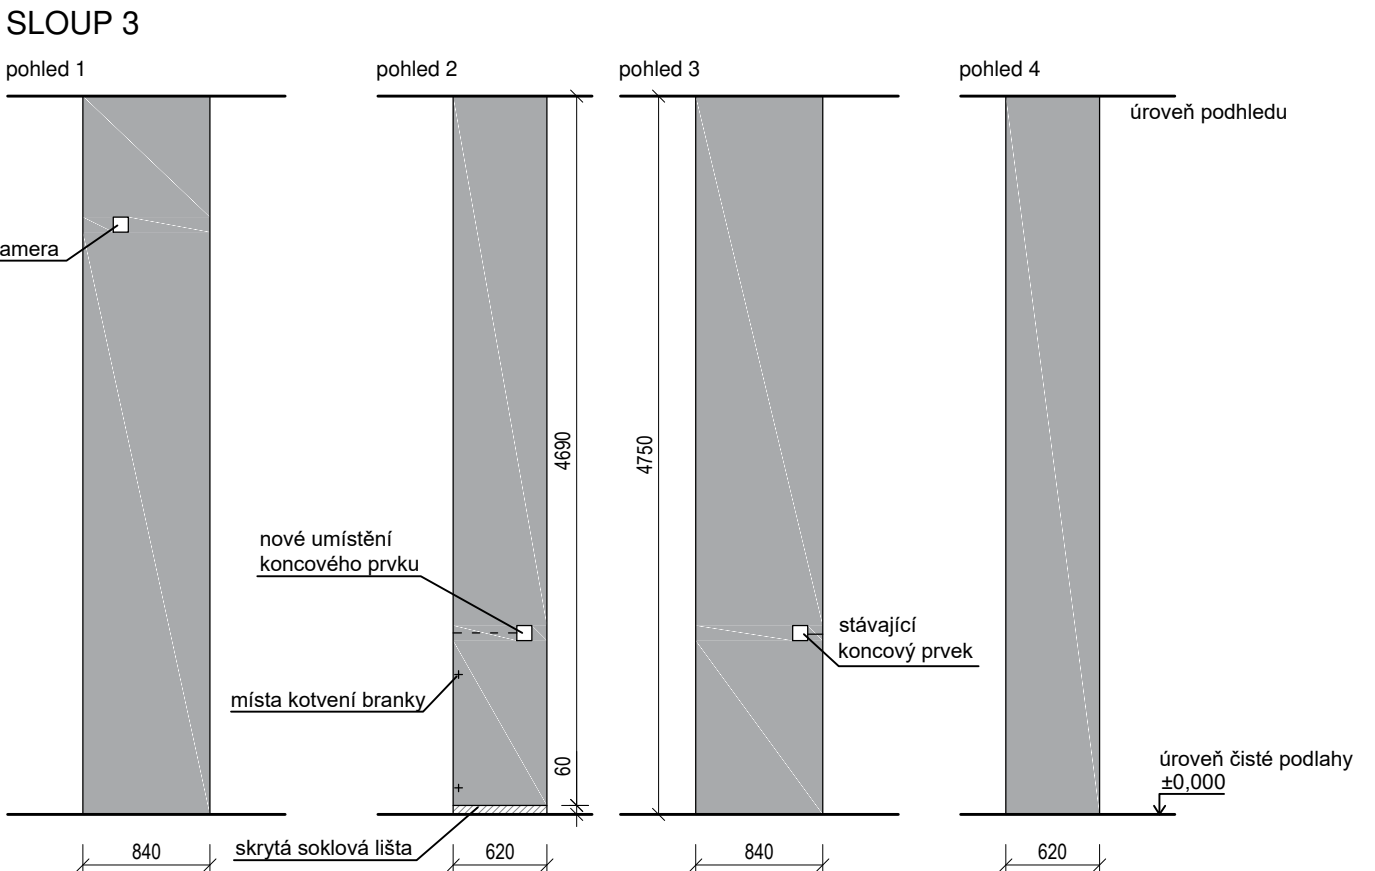 SLOUP 3
pohled 1
pohled 2
pohled 3
pohled 4
úroveň podhledu
amera
4690
4750
nové umístění
koncového prvku
stávající
koncový prvek
místa kotvení branky
60
úroveň čisté podlahy
±0,000
skrytá soklová lišta
840
620
840
620